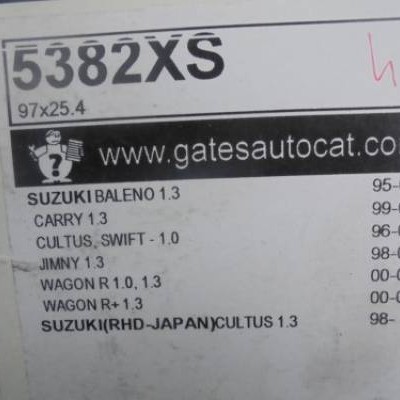 5382XS
97x25.4
www.gatesautocat.co
SUZUKI BALENO 1.3 95-
CARRY 1.3 99-
CULTUS, SWIFT - 1.0 96-
JIMNY 1.3 98-
WAGON R 1.0, 1.3 00-
WAGON R+ 1.3 00-
SUZUKI(RHD-JAPAN)CULTUS 1.3 98-